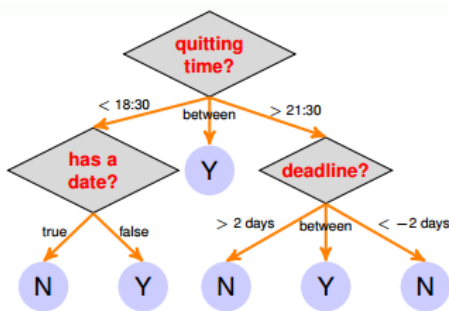 quitting
time?
< 18:30
between
> 21:30
has a
date?
Y
deadline?
true
false
> 2 days
between
< −2 days
N
Y
N
Y
N